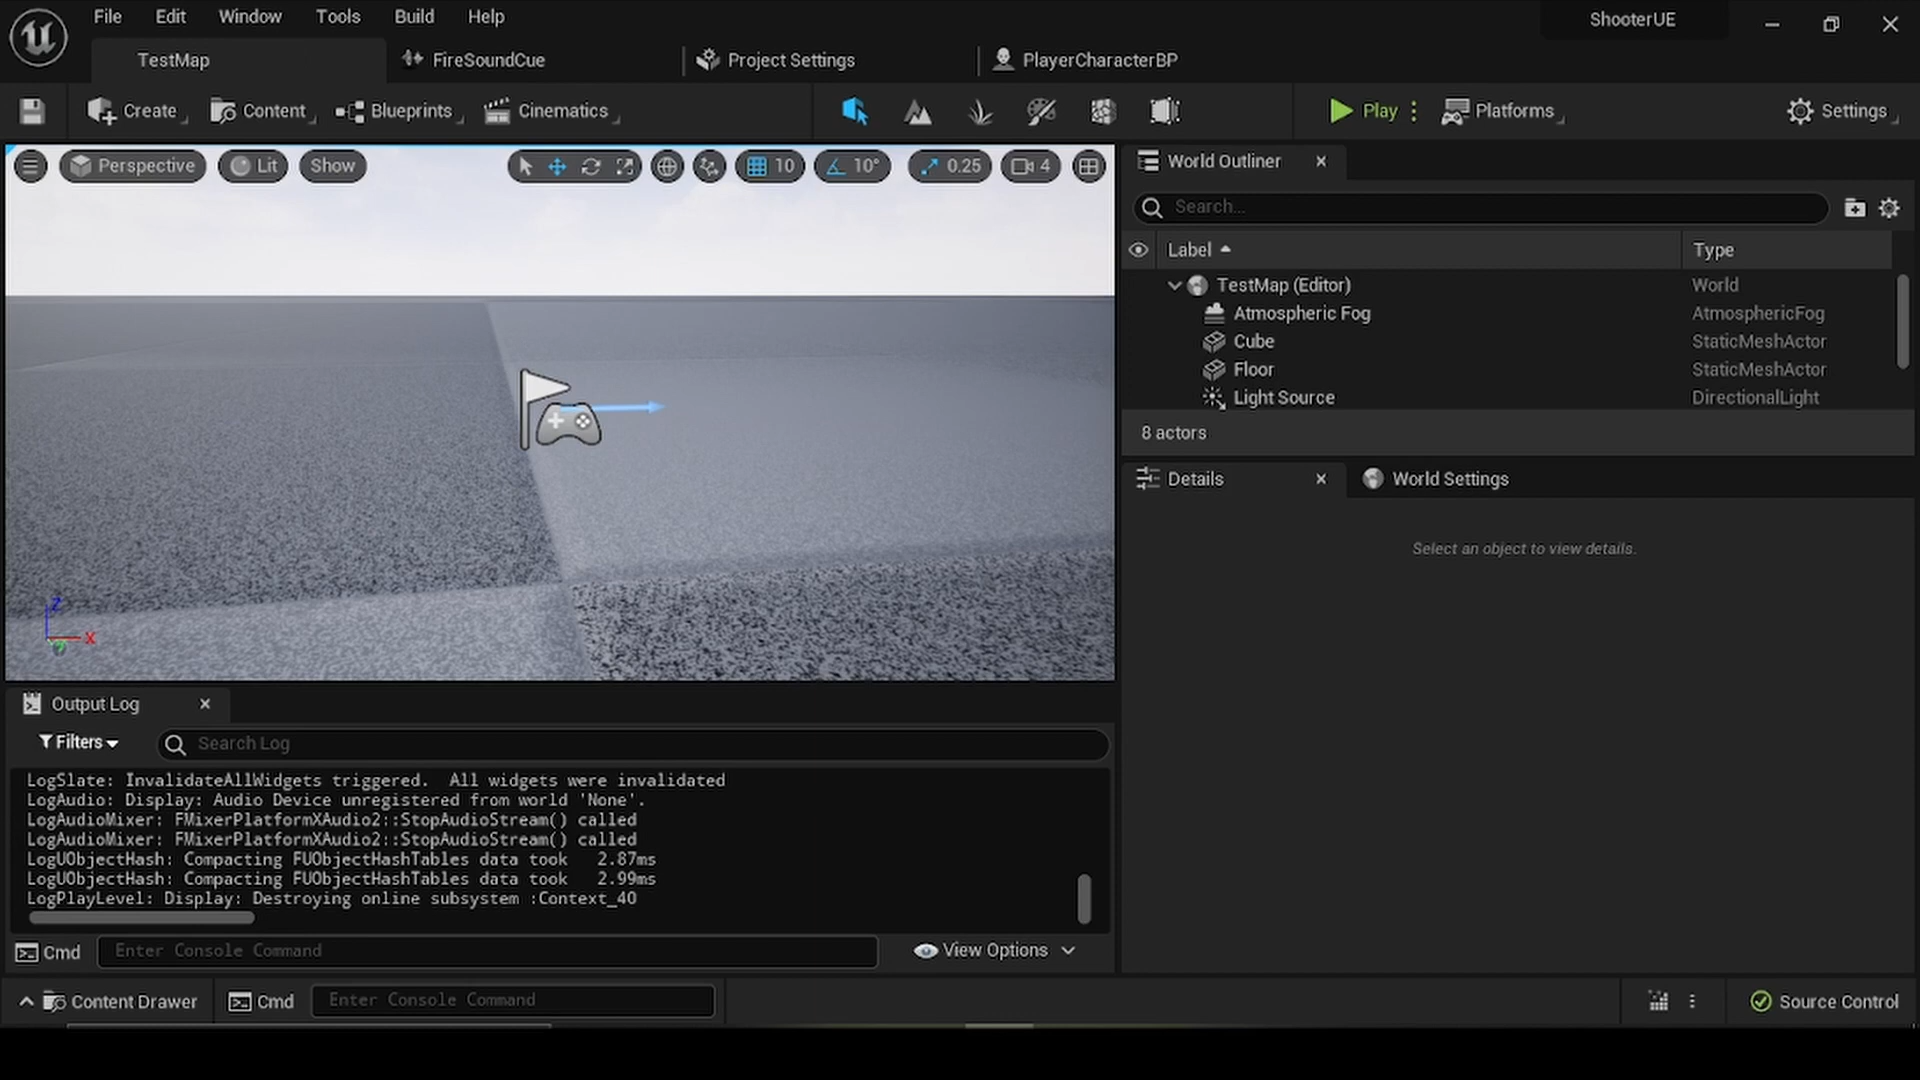 File Edit Window Tools Build Help
ShooterUE
TestMap FireSoundCue Project Settings PlayerCharacterBP
Create Content Blueprints Cinematics Play Platforms Settings
Perspective Lit Show 10 10° 0.25 4
World Outliner
Search...
Label Type
TestMap (Editor) World
Atmospheric Fog AtmosphericFog
Cube StaticMeshActor
Floor StaticMeshActor
Light Source DirectionalLight
8 actors
Details World Settings
Select an object to view details.
Z
X
Output Log
Filters Search Log
LogSlate: InvalidateAllWidgets triggered.  All widgets were invalidated
LogAudio: Display: Audio Device unregistered from world 'None'.
LogAudioMixer: FMixerPlatformXAudio2::StopAudioStream() called
LogAudioMixer: FMixerPlatformXAudio2::StopAudioStream() called
LogUObjectHash: Compacting FUObjectHashTables data took   2.87ms
LogUObjectHash: Compacting FUObjectHashTables data took   2.99ms
LogPlayLevel: Display: Destroying online subsystem :Context_40
Cmd Enter Console Command View Options
Content Drawer Cmd Enter Console Command Source Control